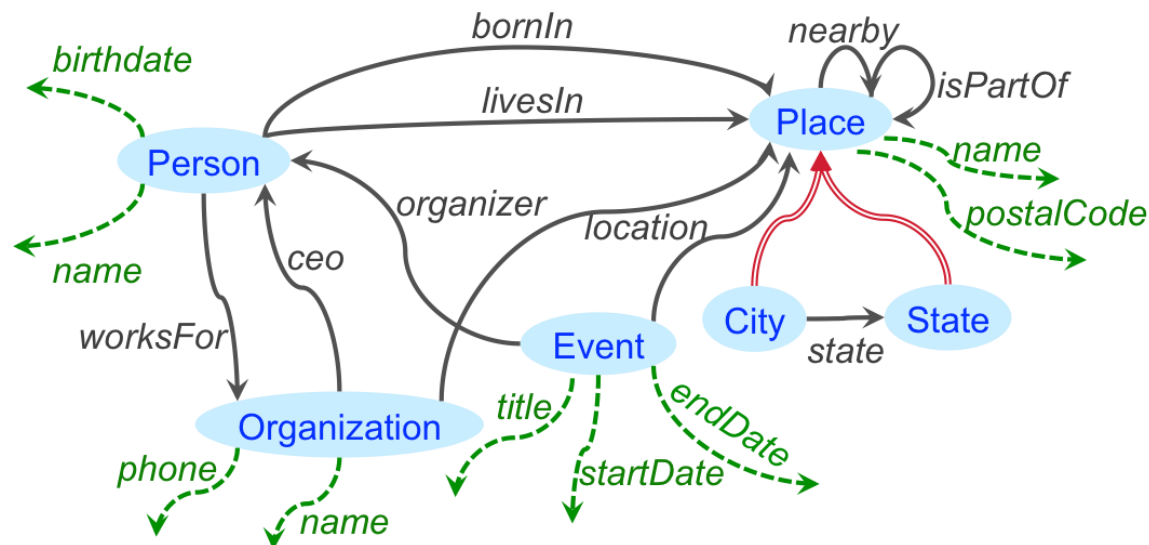 bornIn
nearby
birthdate
livesIn
isPartOf
Place
Person
name
organizer
postalCode
location
ceo
name
City
State
worksFor
Event
state
title
endDate
Organization
phone
startDate
name